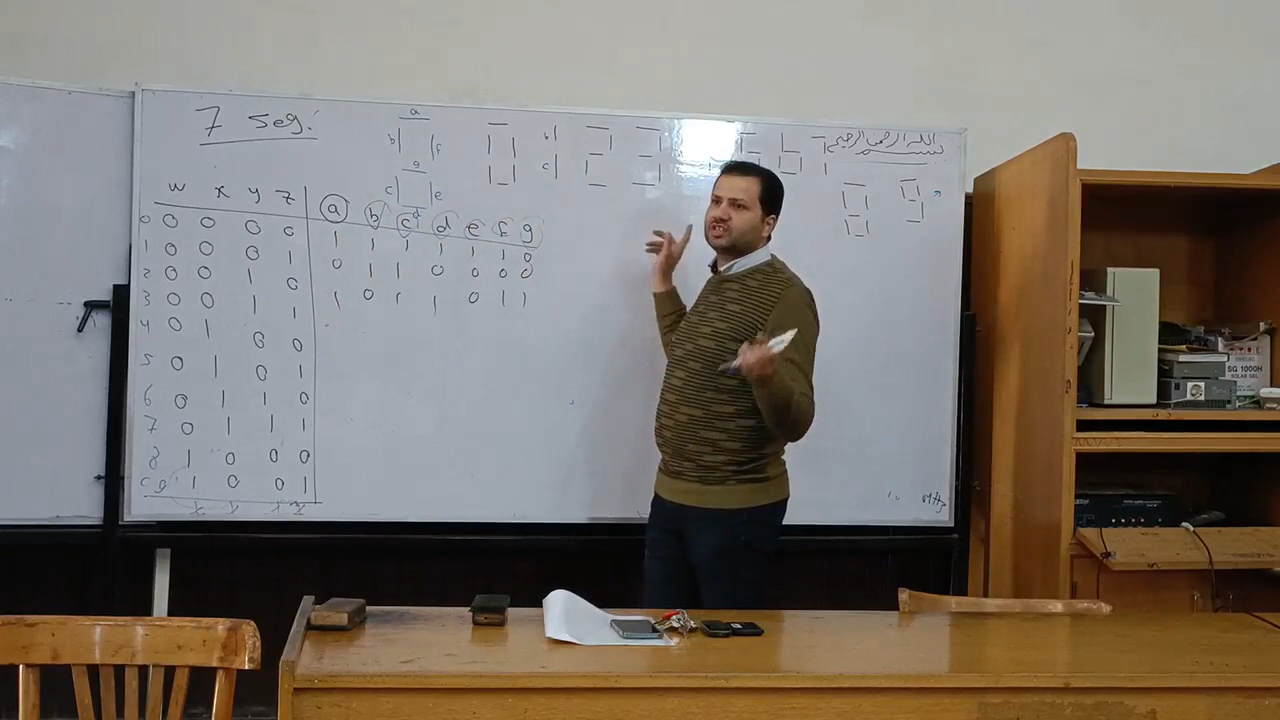 7 seg.
بسم الله الرحمن الرحيم
a
b f
g
c e
d
w x y z a b c d e f g
0 0 0 0 0 1 1 1 1 1 1 0
1 0 0 0 1 0 1 1 0 0 0 0
2 0 0 1 0 1 0 1 1 0 1 1
3 0 0 1 1
4 0 1 0 0
5 0 1 0 1
6 0 1 1 0
7 0 1 1 1
8 1 0 0 0
9 1 0 0 1
x x x x
SG 1000H
SOLAR GEL